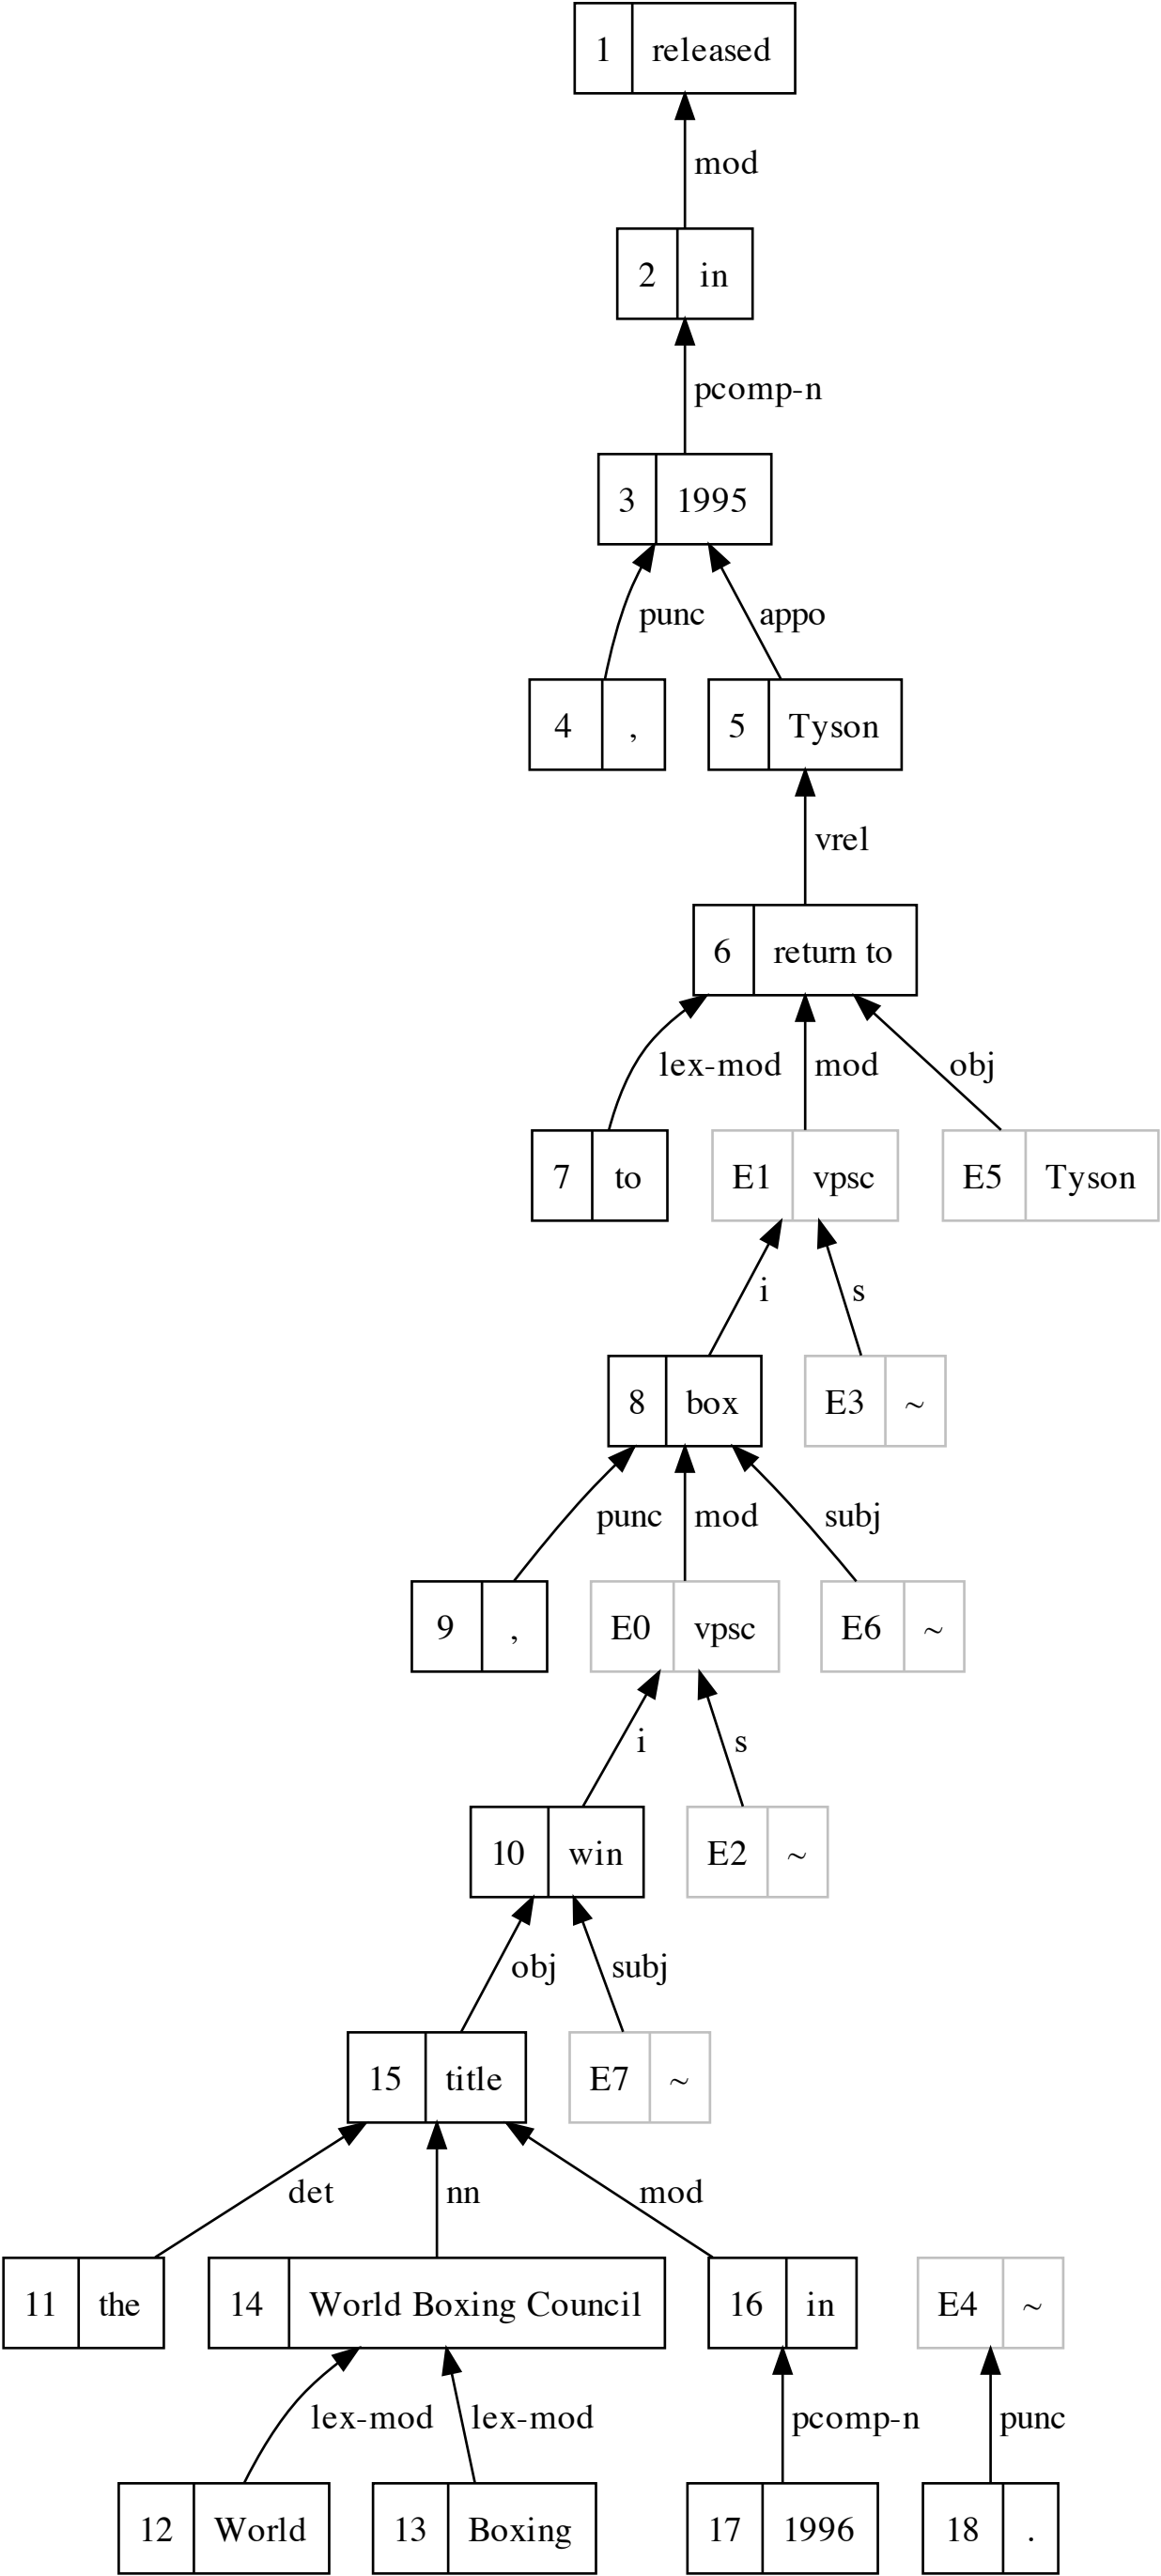 1 released
mod
2 in
pcomp-n
3 1995
punc appo
4 , 5 Tyson
vrel
6 return to
lex-mod mod obj
7 to E1 vpsc E5 Tyson
i s
8 box E3 ~
punc mod subj
9 , E0 vpsc E6 ~
i s
10 win E2 ~
obj subj
15 title E7 ~
det nn mod
11 the 14 World Boxing Council 16 in E4 ~
lex-mod lex-mod pcomp-n punc
12 World 13 Boxing 17 1996 18 .